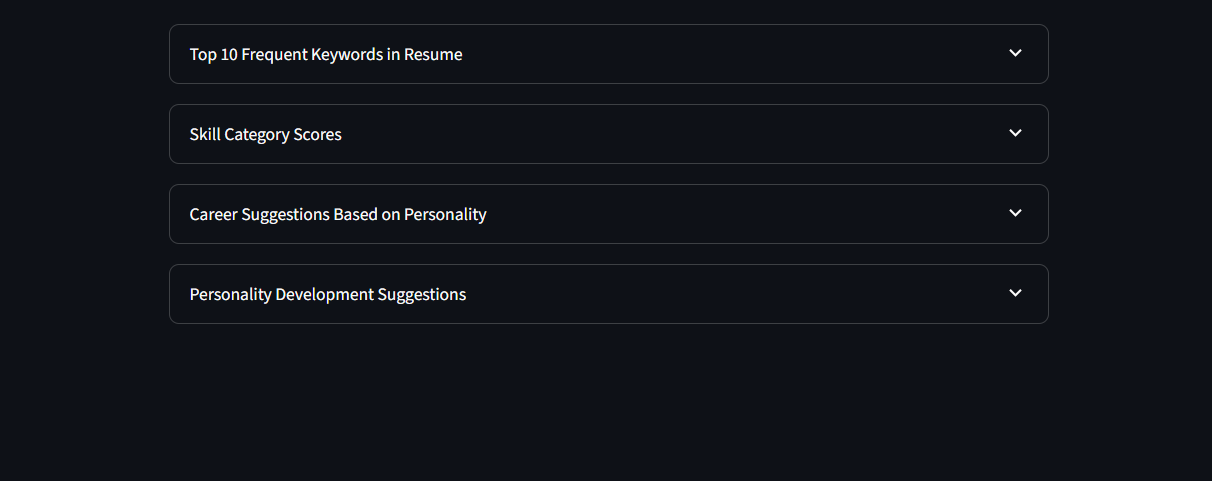 Top 10 Frequent Keywords in Resume
Skill Category Scores
Career Suggestions Based on Personality
Personality Development Suggestions